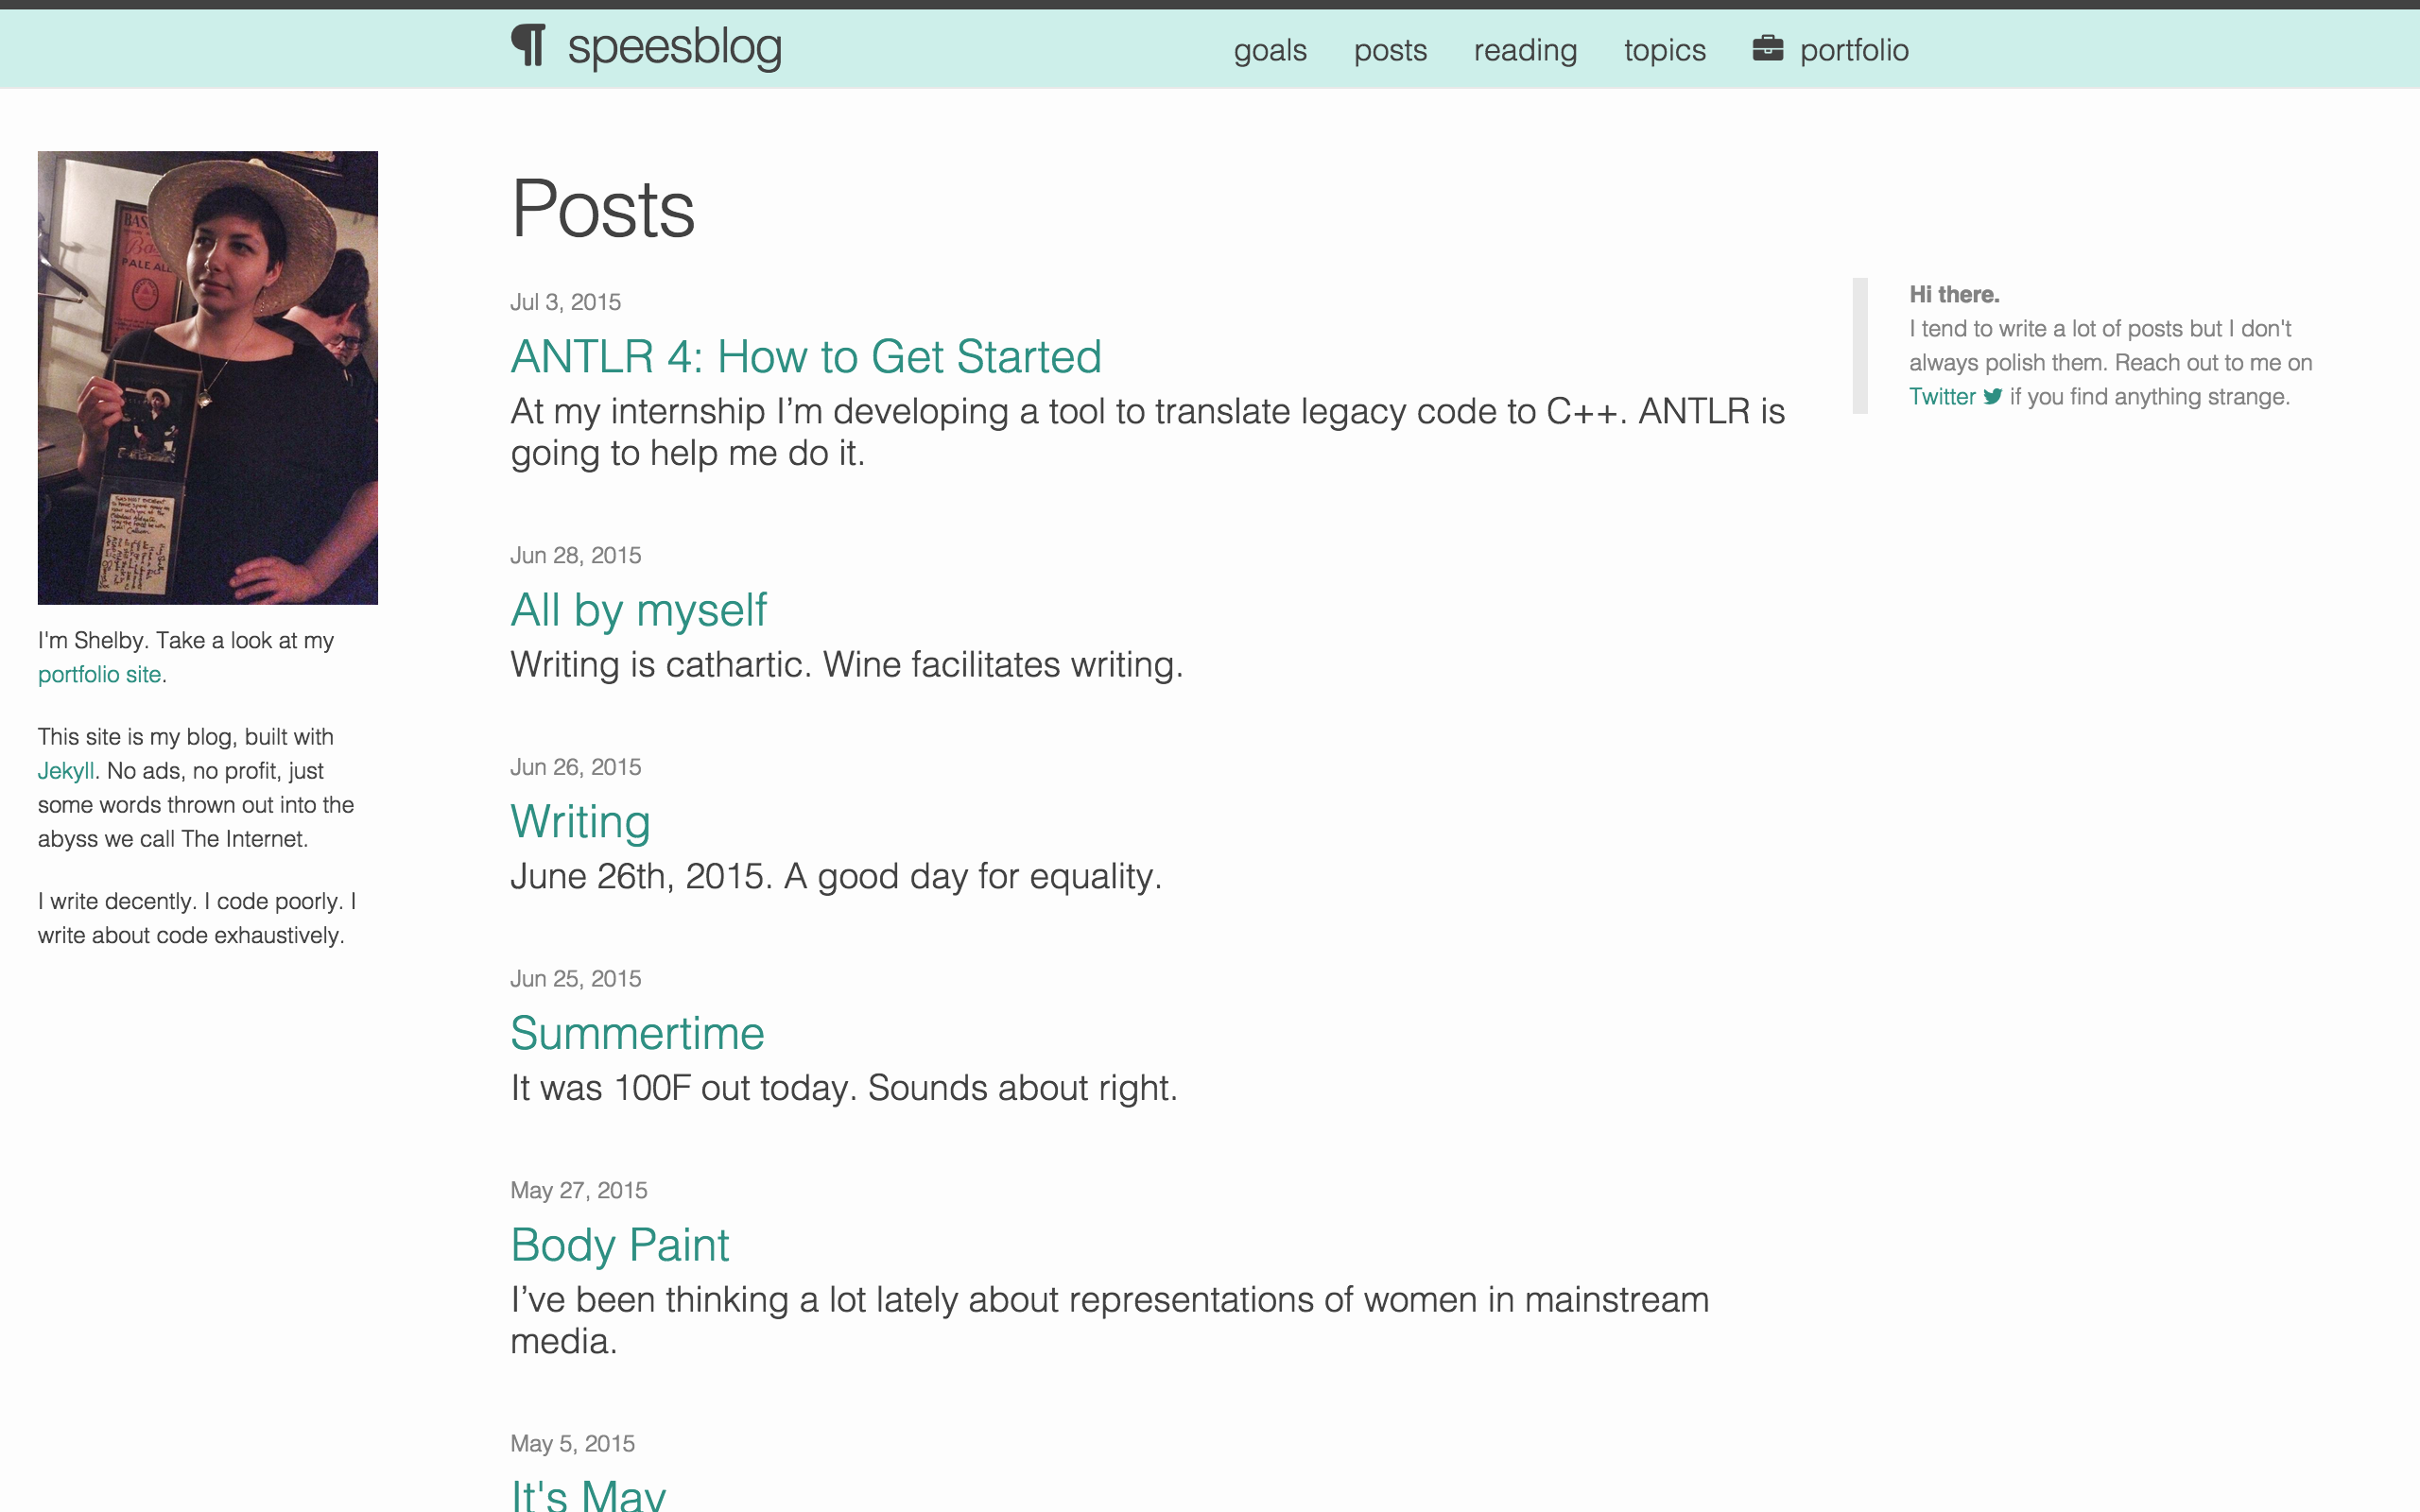 ¶ speesblog
goals posts reading topics portfolio
BAS
PALE ALE
I'm Shelby. Take a look at my
portfolio site.
This site is my blog, built with
Jekyll. No ads, no profit, just
some words thrown out into the
abyss we call The Internet.
I write decently. I code poorly. I
write about code exhaustively.
Posts
Jul 3, 2015
ANTLR 4: How to Get Started
At my internship I’m developing a tool to translate legacy code to C++. ANTLR is
going to help me do it.
Jun 28, 2015
All by myself
Writing is cathartic. Wine facilitates writing.
Jun 26, 2015
Writing
June 26th, 2015. A good day for equality.
Jun 25, 2015
Summertime
It was 100F out today. Sounds about right.
May 27, 2015
Body Paint
I’ve been thinking a lot lately about representations of women in mainstream
media.
May 5, 2015
It's May
Hi there.
I tend to write a lot of posts but I don't
always polish them. Reach out to me on
Twitter if you find anything strange.